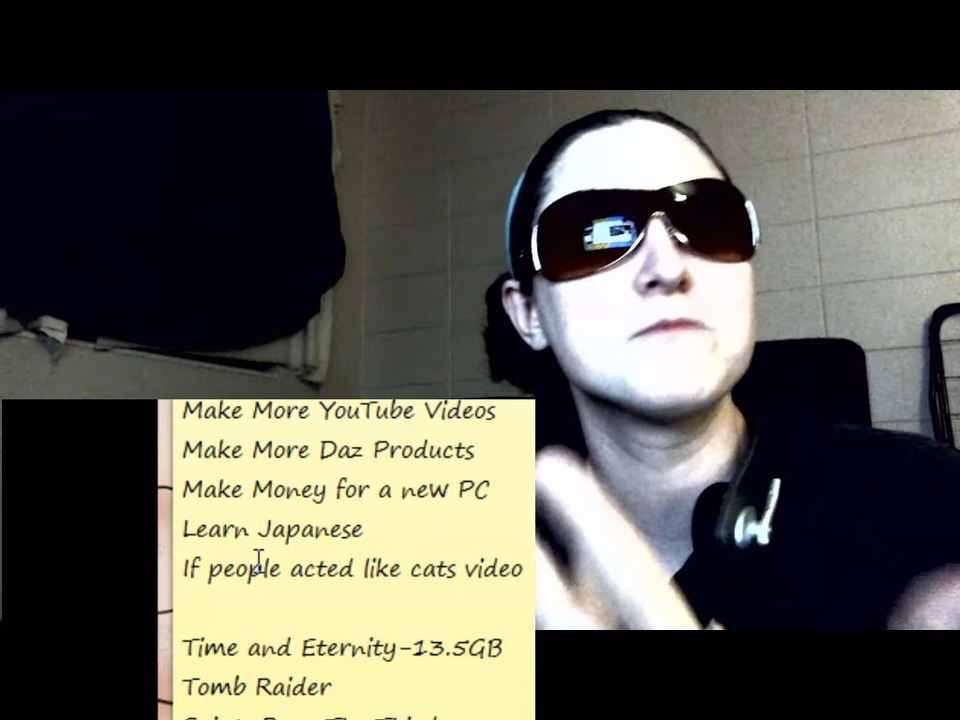 Make More YouTube Videos
Make More Daz Products
Make Money for a new PC
Learn Japanese
If people acted like cats video
Time and Eternity-13.5GB
Tomb Raider